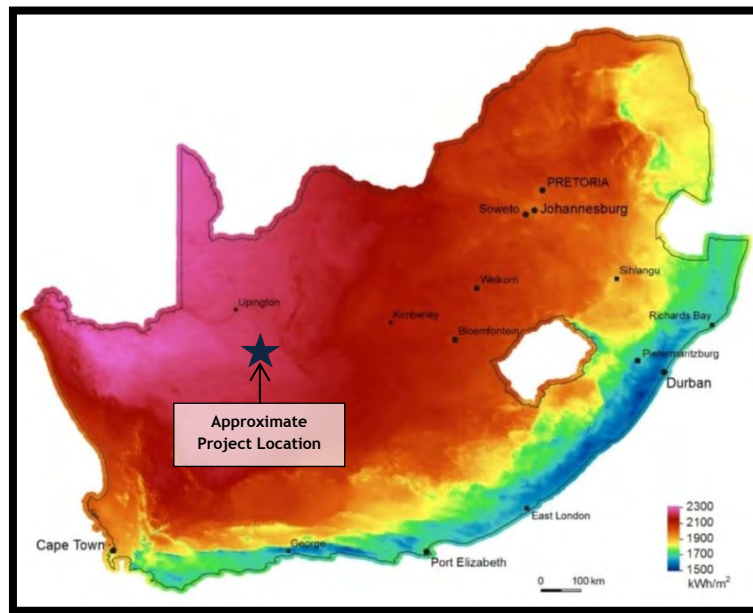 PRETORIA
Soweto
Johannesburg
Sihlangu
Welkom
Upington
Kimberley
Richards Bay
Bloemfontein
Pietermaritzburg
Durban
Approximate
Project Location
East London
Cape Town
George
Port Elizabeth
0 100 km
2300
2100
1900
1700
1500
kWh/m²